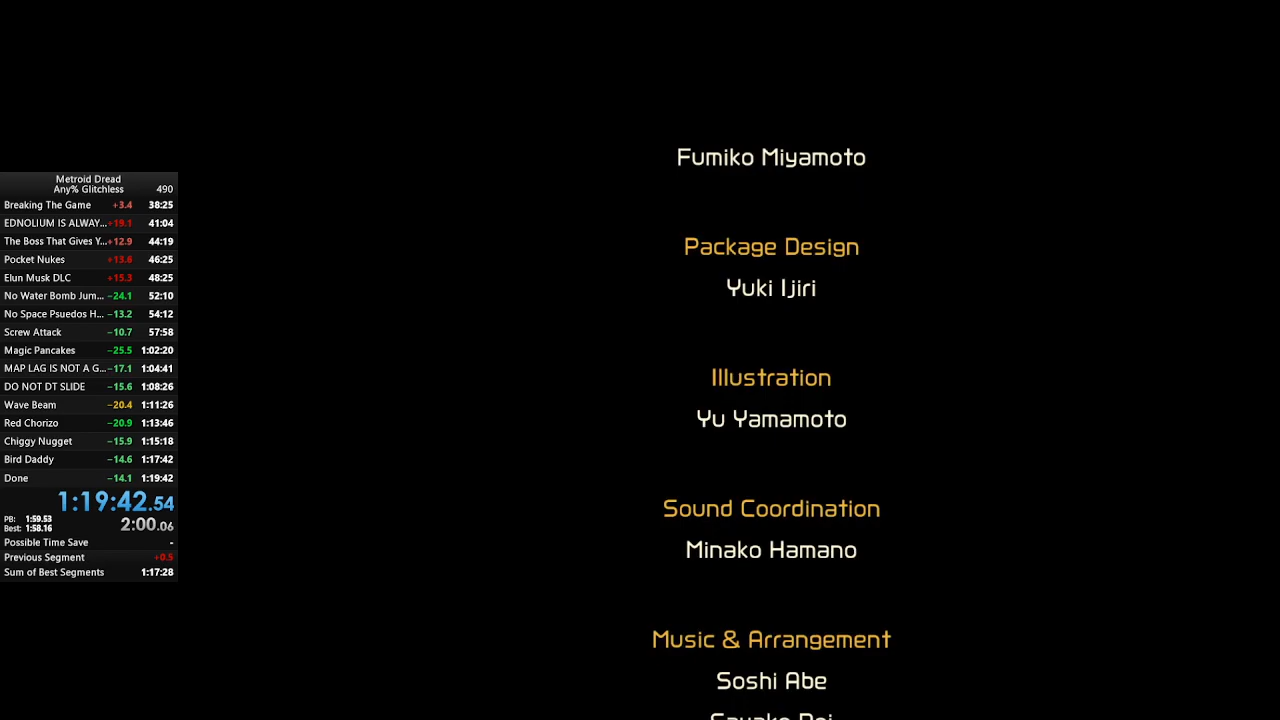 Metroid Dread
Any% Glitchless 490
Breaking The Game +3.4 38:25
EDNOLIUM IS ALWAY... +19.1 41:04
The Boss That Gives Y... +12.9 44:19
Pocket Nukes +13.6 46:25
Elun Musk DLC +15.3 48:25
No Water Bomb Jum... −24.1 52:10
No Space Psuedos H... −13.2 54:12
Screw Attack −10.7 57:58
Magic Pancakes −25.5 1:02:20
MAP LAG IS NOT A G... −17.1 1:04:41
DO NOT DT SLIDE −15.6 1:08:26
Wave Beam −20.4 1:11:26
Red Chorizo −20.9 1:13:46
Chiggy Nugget −15.9 1:15:18
Bird Daddy −14.6 1:17:42
Done −14.1 1:19:42
1:19:42.54
PB: 1:59.53
Best: 1:58.16
2:00.06
Possible Time Save -
Previous Segment +0.5
Sum of Best Segments 1:17:28
Fumiko Miyamoto
Package Design
Yuki Ijiri
Illustration
Yu Yamamoto
Sound Coordination
Minako Hamano
Music & Arrangement
Soshi Abe